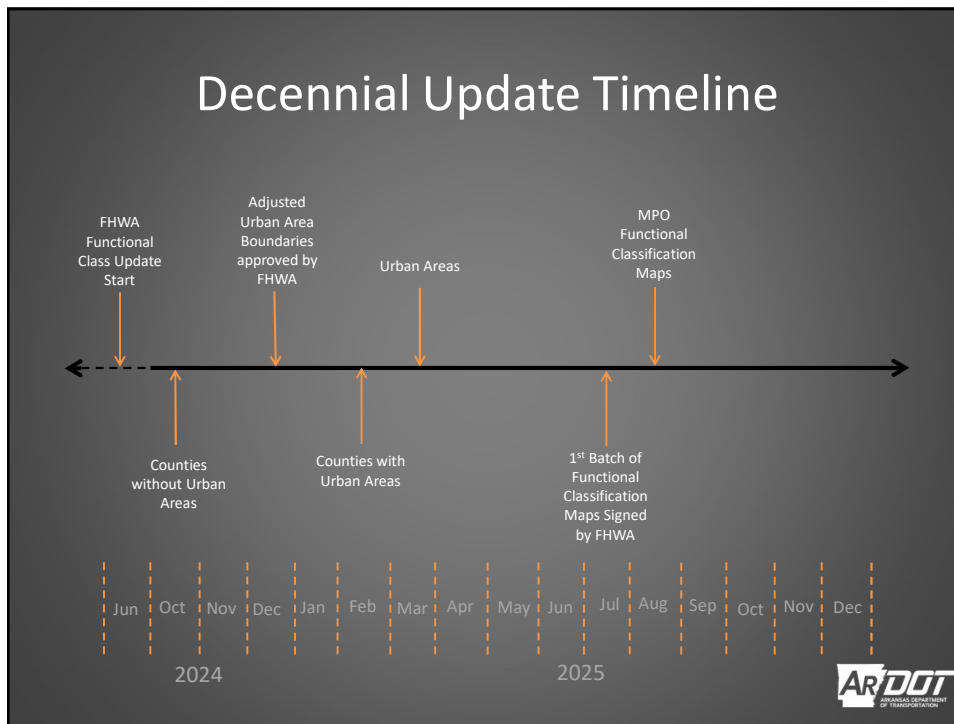 Decennial Update Timeline
FHWA
Functional
Class Update
Start
Adjusted
Urban Area
Boundaries
approved by
FHWA
Urban Areas
MPO
Functional
Classification
Maps
Counties
without Urban
Areas
Counties with
Urban Areas
1st Batch of
Functional
Classification
Maps Signed
by FHWA
Jun Oct Nov Dec Jan Feb Mar Apr May Jun Jul Aug Sep Oct Nov Dec
2024 2025
ARDOT
ARKANSAS DEPARTMENT
OF TRANSPORTATION